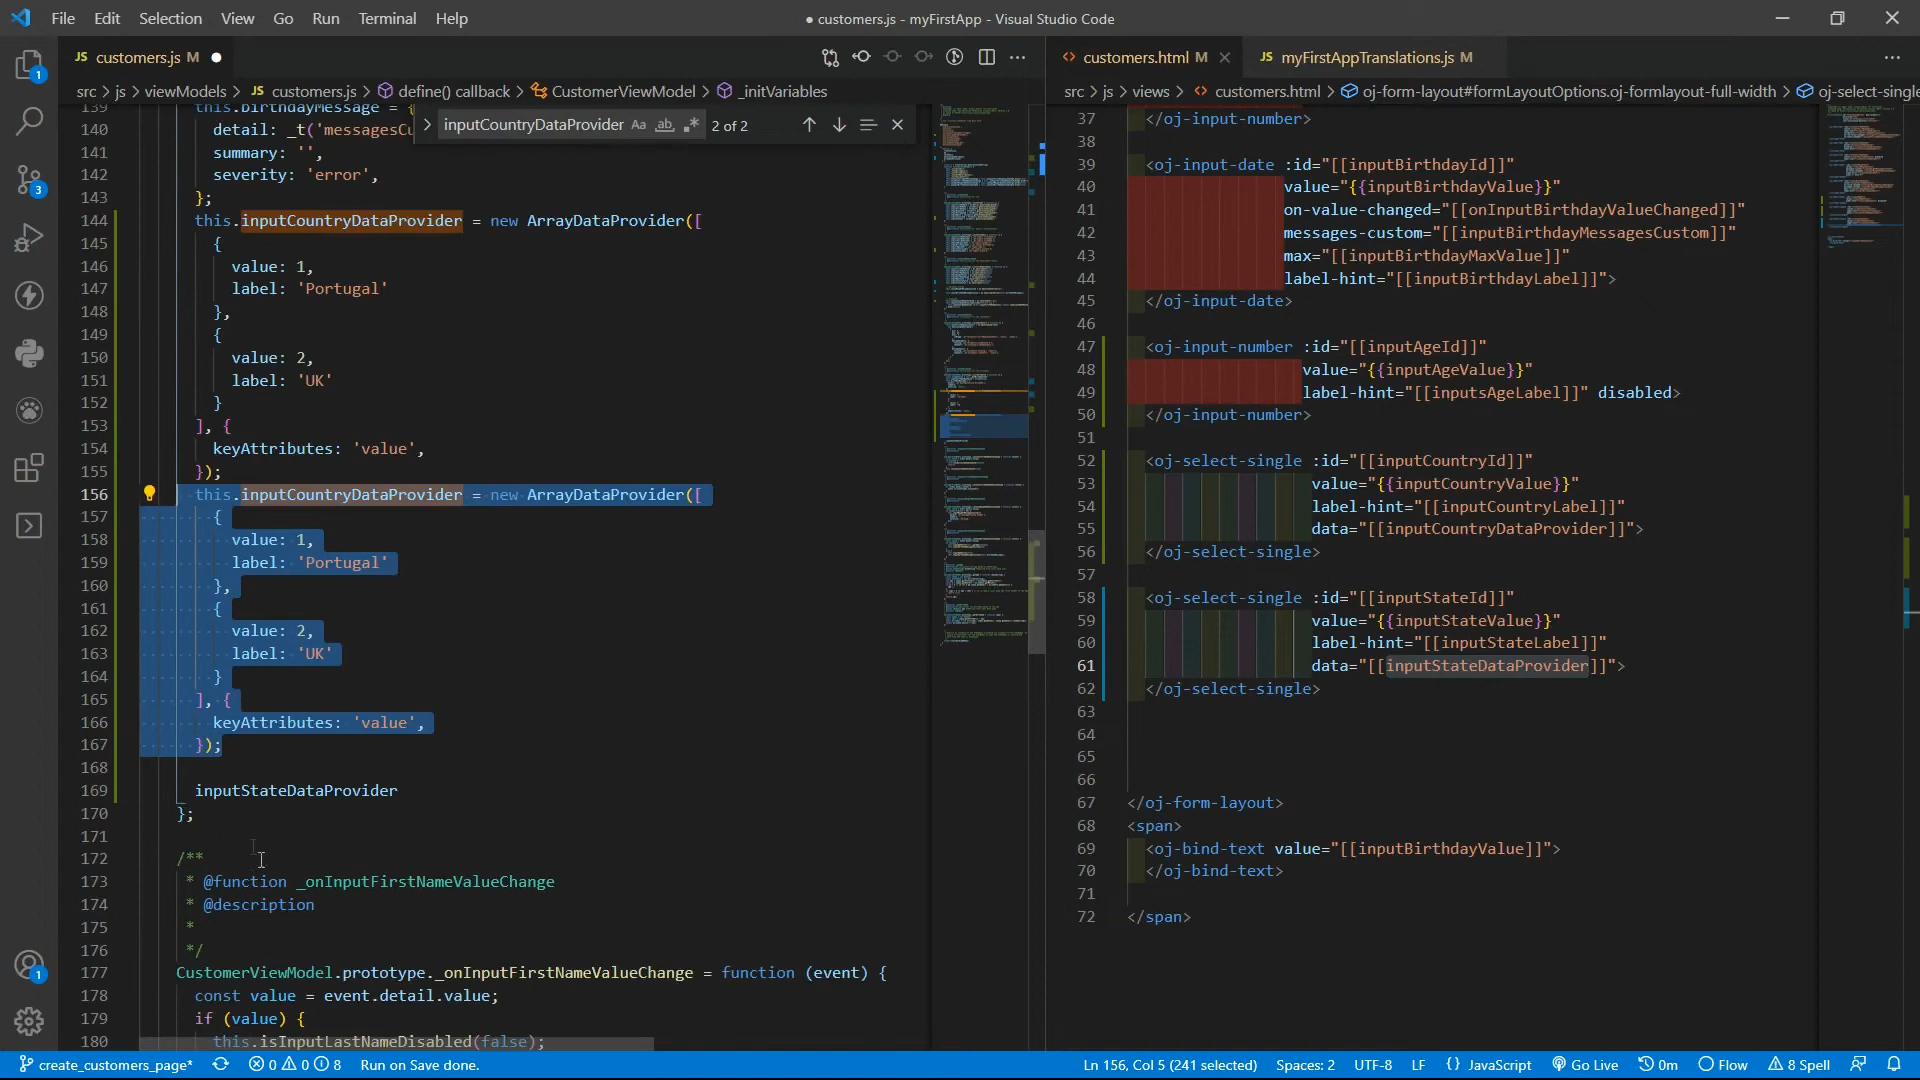 File Edit Selection View Go Run Terminal Help
● customers.js - myFirstApp - Visual Studio Code
JS customers.js M ●
customers.html M
JS myFirstAppTranslations.js M
src > js > viewModels > JS customers.js > define() callback > CustomerViewModel > _initVariables
src > js > views > customers.html > oj-form-layout#formLayoutOptions.oj-formlayout-full-width > oj-select-single
inputCountryDataProvider Aa ab 2 of 2
139 this.birthdayMessage = {
140 detail: _t('messagesCu
141 summary: '',
142 severity: 'error',
143 };
144 this.inputCountryDataProvider = new ArrayDataProvider([
145 {
146 value: 1,
147 label: 'Portugal'
148 },
149 {
150 value: 2,
151 label: 'UK'
152 }
153 ], {
154 keyAttributes: 'value',
155 });
156 this.inputCountryDataProvider = new ArrayDataProvider([
157 {
158 value: 1,
159 label: 'Portugal'
160 },
161 {
162 value: 2,
163 label: 'UK'
164 }
165 ], {
166 keyAttributes: 'value',
167 });
168
169 inputStateDataProvider
170 };
171
172 /**
173 * @function _onInputFirstNameValueChange
174 * @description
175 *
176 */
177 CustomerViewModel.prototype._onInputFirstNameValueChange = function (event) {
178 const value = event.detail.value;
179 if (value) {
180 this.isInputLastNameDisabled(false);
37 </oj-input-number>
38
39 <oj-input-date :id="[[inputBirthdayId]]"
40 value="{{inputBirthdayValue}}"
41 on-value-changed="[[onInputBirthdayValueChanged]]"
42 messages-custom="[[inputBirthdayMessagesCustom]]"
43 max="[[inputBirthdayMaxValue]]"
44 label-hint="[[inputBirthdayLabel]]">
45 </oj-input-date>
46
47 <oj-input-number :id="[[inputAgeId]]"
48 value="{{inputAgeValue}}"
49 label-hint="[[inputsAgeLabel]]" disabled>
50 </oj-input-number>
51
52 <oj-select-single :id="[[inputCountryId]]"
53 value="{{inputCountryValue}}"
54 label-hint="[[inputCountryLabel]]"
55 data="[[inputCountryDataProvider]]">
56 </oj-select-single>
57
58 <oj-select-single :id="[[inputStateId]]"
59 value="{{inputStateValue}}"
60 label-hint="[[inputStateLabel]]"
61 data="[[inputStateDataProvider]]">
62 </oj-select-single>
63
64
65
66
67 </oj-form-layout>
68 <span>
69 <oj-bind-text value="[[inputBirthdayValue]]">
70 </oj-bind-text>
71
72 </span>
1
3
1
create_customers_page* 0 0 8 Run on Save done.
Ln 156, Col 5 (241 selected) Spaces: 2 UTF-8 LF {} JavaScript Go Live 0m Flow 8 Spell